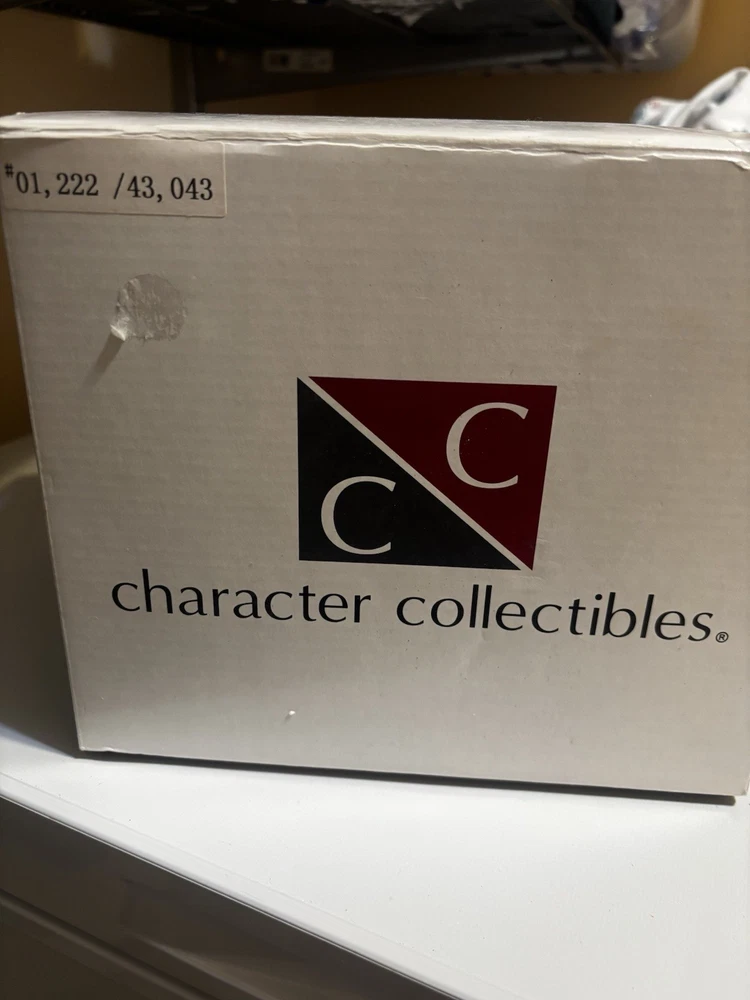 #01,222 /43,043
C
C
character collectibles®